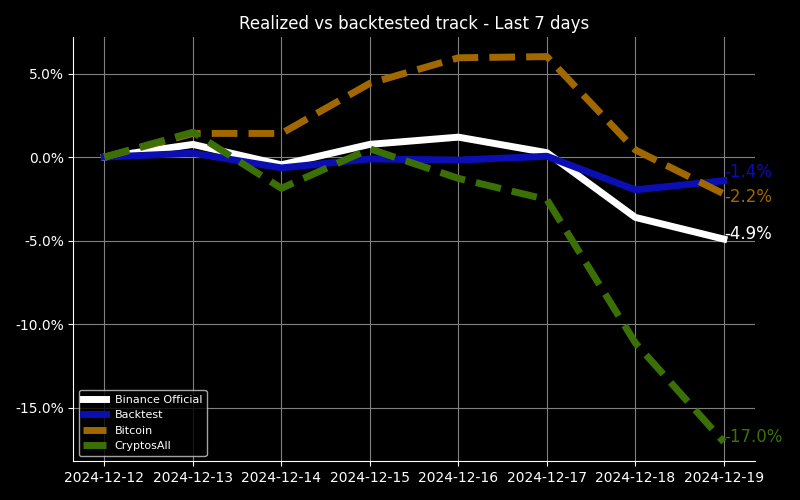 Realized vs backtested track - Last 7 days
5.0%
0.0%
-5.0%
-10.0%
-15.0%
-1.4%
-2.2%
-4.9%
-17.0%
Binance Official
Backtest
Bitcoin
CryptosAll
2024-12-12 2024-12-13 2024-12-14 2024-12-15 2024-12-16 2024-12-17 2024-12-18 2024-12-19